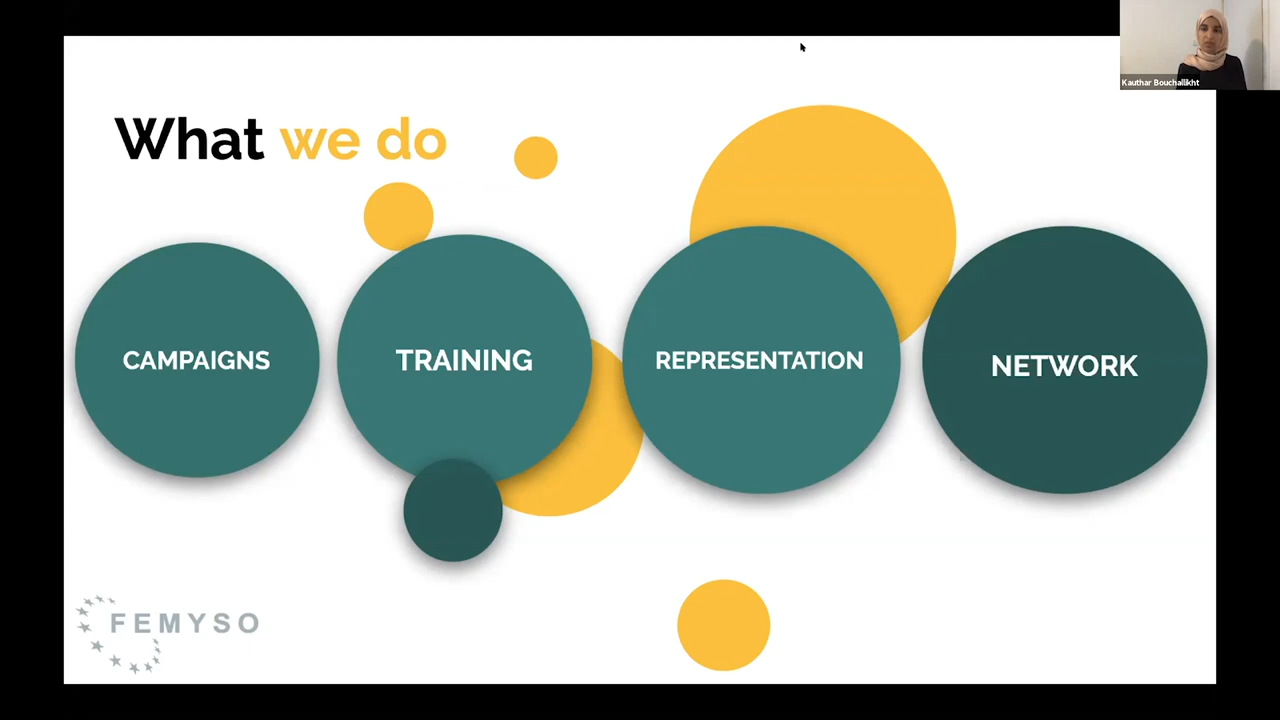 Kauthar Bouchallikht
What we do
CAMPAIGNS
TRAINING
REPRESENTATION
NETWORK
FEMYSO